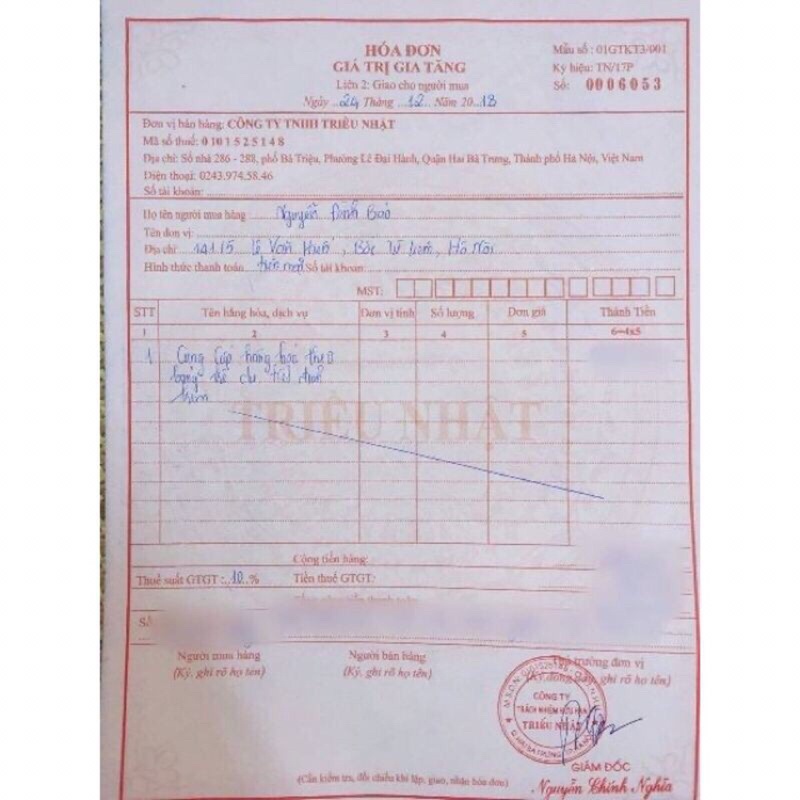 HÓA ĐƠN
GIÁ TRỊ GIA TĂNG
Liên 2: Giao cho người mua
Ngày 24 Tháng 12 Năm 2018
Mẫu số : 01GTKT3/001
Ký hiệu: TN/17P
Số: 0006053
Đơn vị bán hàng: CÔNG TY TNHH TRIỀU NHẬT
Mã số thuế: 0101525148
Địa chỉ: Số nhà 286 - 288, phố Bà Triệu, Phường Lê Đại Hành, Quận Hai Bà Trưng, Thành phố Hà Nội, Việt Nam
Điện thoại: 0243.974.58.46
Số tài khoản:
Họ tên người mua hàng Nguyễn Đình Bảo
Tên đơn vị:
Địa chỉ Lê Văn Hiến, Bắc Từ Liêm, Hà Nội
Hình thức thanh toán tiền mặt Số tài khoản:
MST:
STT Tên hàng hóa, dịch vụ Đơn vị tính Số lượng Đơn giá Thành Tiền
1 2 3 4 5 6=4x5
1 Cung cấp hàng hóa theo
bảng kê chi tiết đính
kèm
TRIỀU NHẬT
Cộng tiền hàng:
Thuế suất GTGT: 10 % Tiền thuế GTGT:
Người mua hàng Người bán hàng Thủ trưởng đơn vị
(Ký, ghi rõ họ tên) (Ký, ghi rõ họ tên) (Ký, đóng dấu, ghi rõ họ tên)
CÔNG TY
TRÁCH NHIỆM HỮU HẠN
TRIỀU NHẬT
GIÁM ĐỐC
Nguyễn Chính Nghĩa
(Cần kiểm tra, đối chiếu khi lập, giao, nhận hóa đơn)